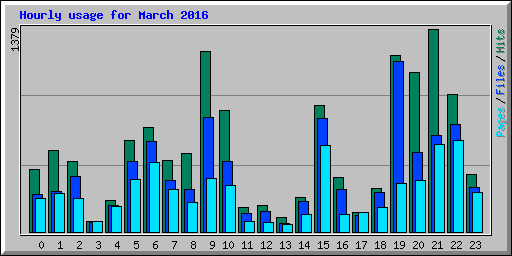 Hourly usage for March 2016
1379
Pages/Files/Hits
0 1 2 3 4 5 6 7 8 9 10 11 12 13 14 15 16 17 18 19 20 21 22 23